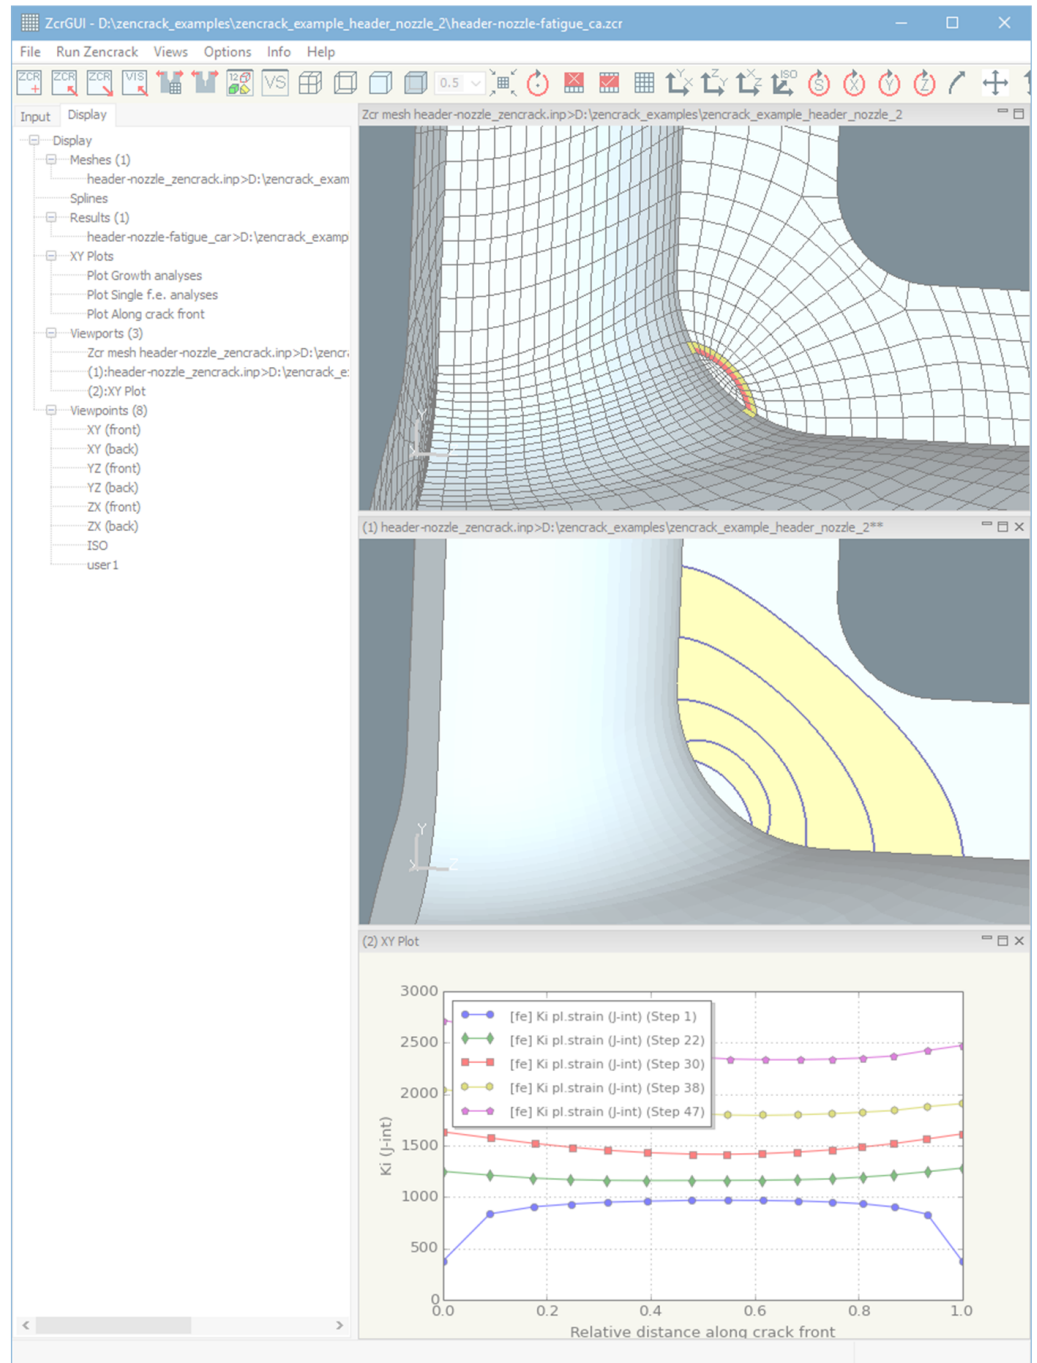 ZcrGUI - D:\zencrack_examples\zencrack_example_header_nozzle_2\header-nozzle-fatigue_ca.zcr
File Run Zencrack Views Options Info Help
ZCR ZCR ZCR VIS 12 VS 0.5 Y X Z Y X Z ISO S X Y Z
Input Display
Display
Meshes (1)
header-nozzle_zencrack.inp>D:\zencrack_exam
Splines
Results (1)
header-nozzle-fatigue_car>D:\zencrack_examp
XY Plots
Plot Growth analyses
Plot Single f.e. analyses
Plot Along crack front
Viewports (3)
Zcr mesh header-nozzle_zencrack.inp>D:\zencr
(1):header-nozzle_zencrack.inp>D:\zencrack_e
(2):XY Plot
Viewpoints (8)
XY (front)
XY (back)
YZ (front)
YZ (back)
ZX (front)
ZX (back)
ISO
user1
Zcr mesh header-nozzle_zencrack.inp>D:\zencrack_examples\zencrack_example_header_nozzle_2
Y
(1) header-nozzle_zencrack.inp>D:\zencrack_examples\zencrack_example_header_nozzle_2**
Y
X Z
(2) XY Plot
3000
2500
2000
1500
1000
500
0
Ki (J-int)
[fe] Ki pl.strain (J-int) (Step 1)
[fe] Ki pl.strain (J-int) (Step 22)
[fe] Ki pl.strain (J-int) (Step 30)
[fe] Ki pl.strain (J-int) (Step 38)
[fe] Ki pl.strain (J-int) (Step 47)
0.0 0.2 0.4 0.6 0.8 1.0
Relative distance along crack front